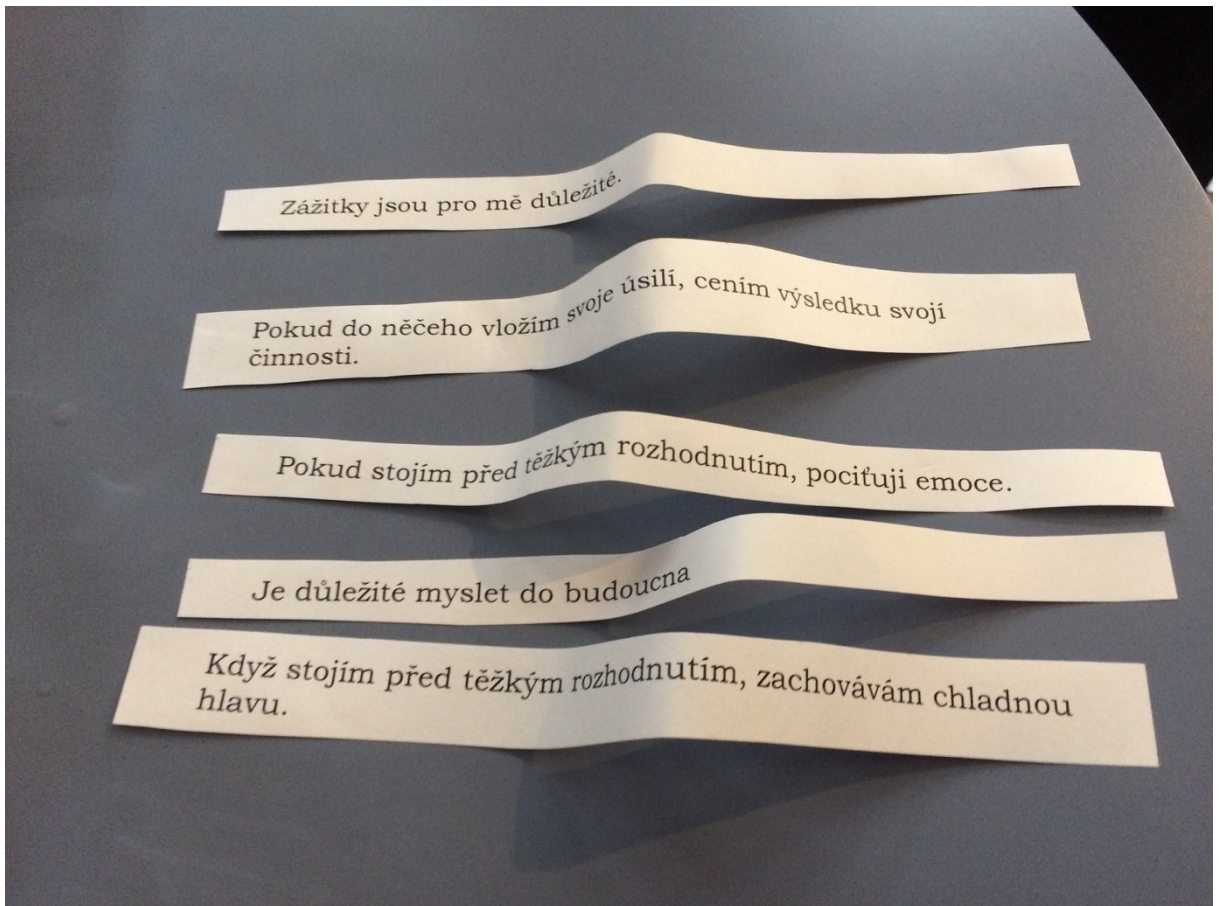 Zážitky jsou pro mě důležité.
Pokud do něčeho vložím svoje úsilí, cením výsledku svojí
činnosti.
Pokud stojím před těžkým rozhodnutím, pociťuji emoce.
Je důležité myslet do budoucna
Když stojím před těžkým rozhodnutím, zachovávám chladnou
hlavu.